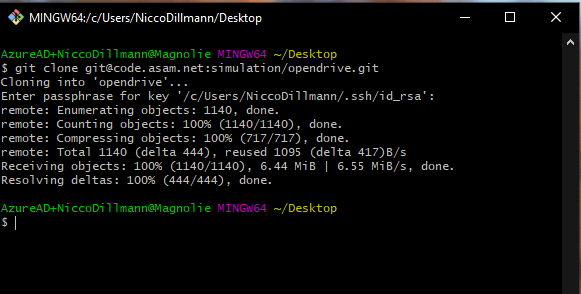 MINGW64:/c/Users/NiccoDillmann/Desktop
AzureAD+NiccoDillmann@Magnolie MINGW64 ~/Desktop
$ git clone git@code.asam.net:simulation/opendrive.git
Cloning into 'opendrive'...
Enter passphrase for key '/c/Users/NiccoDillmann/.ssh/id_rsa':
remote: Enumerating objects: 1140, done.
remote: Counting objects: 100% (1140/1140), done.
remote: Compressing objects: 100% (717/717), done.
remote: Total 1140 (delta 444), reused 1095 (delta 417)B/s
Receiving objects: 100% (1140/1140), 6.44 MiB | 6.55 MiB/s, done.
Resolving deltas: 100% (444/444), done.
AzureAD+NiccoDillmann@Magnolie MINGW64 ~/Desktop
$